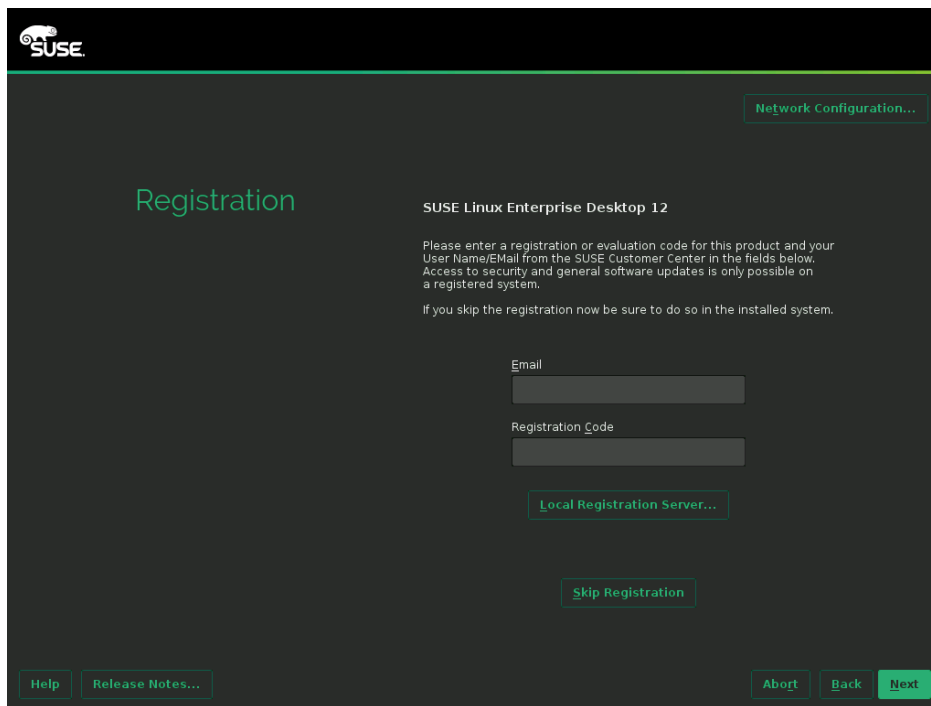 SUSE.
Network Configuration...
Registration
SUSE Linux Enterprise Desktop 12
Please enter a registration or evaluation code for this product and your
User Name/EMail from the SUSE Customer Center in the fields below.
Access to security and general software updates is only possible on
a registered system.
If you skip the registration now be sure to do so in the installed system.
Email
Registration Code
Local Registration Server...
Skip Registration
Help Release Notes... Abort Back Next